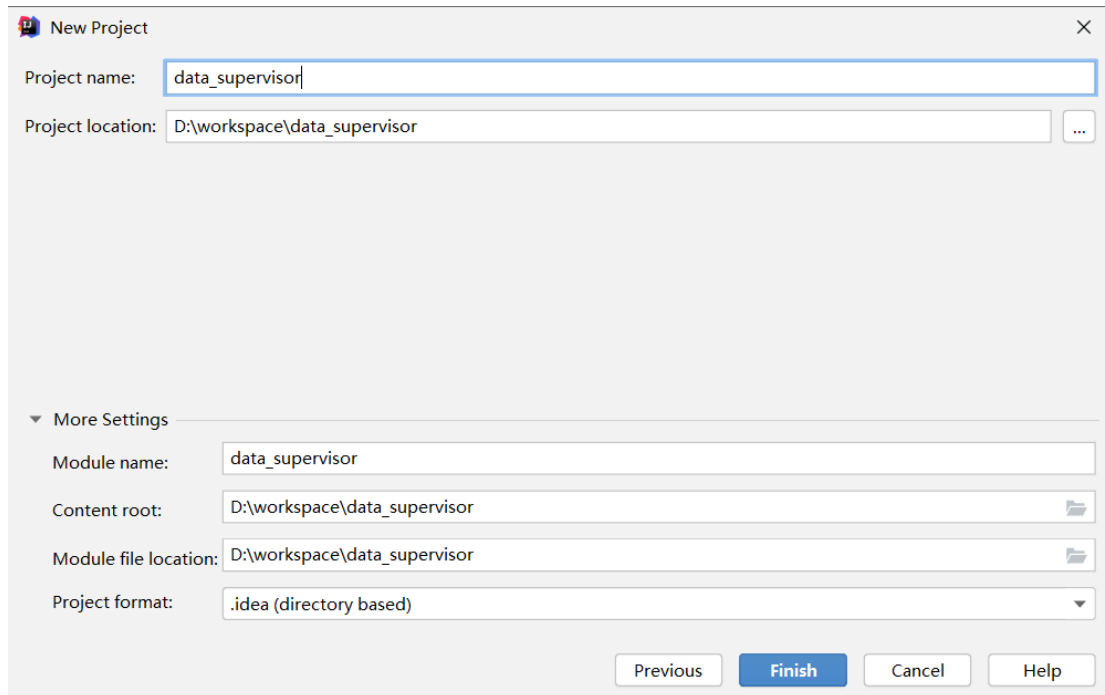 New Project
Project name: data_supervisor
Project location: D:\workspace\data_supervisor ...
More Settings
Module name: data_supervisor
Content root: D:\workspace\data_supervisor
Module file location: D:\workspace\data_supervisor
Project format: .idea (directory based)
Previous Finish Cancel Help